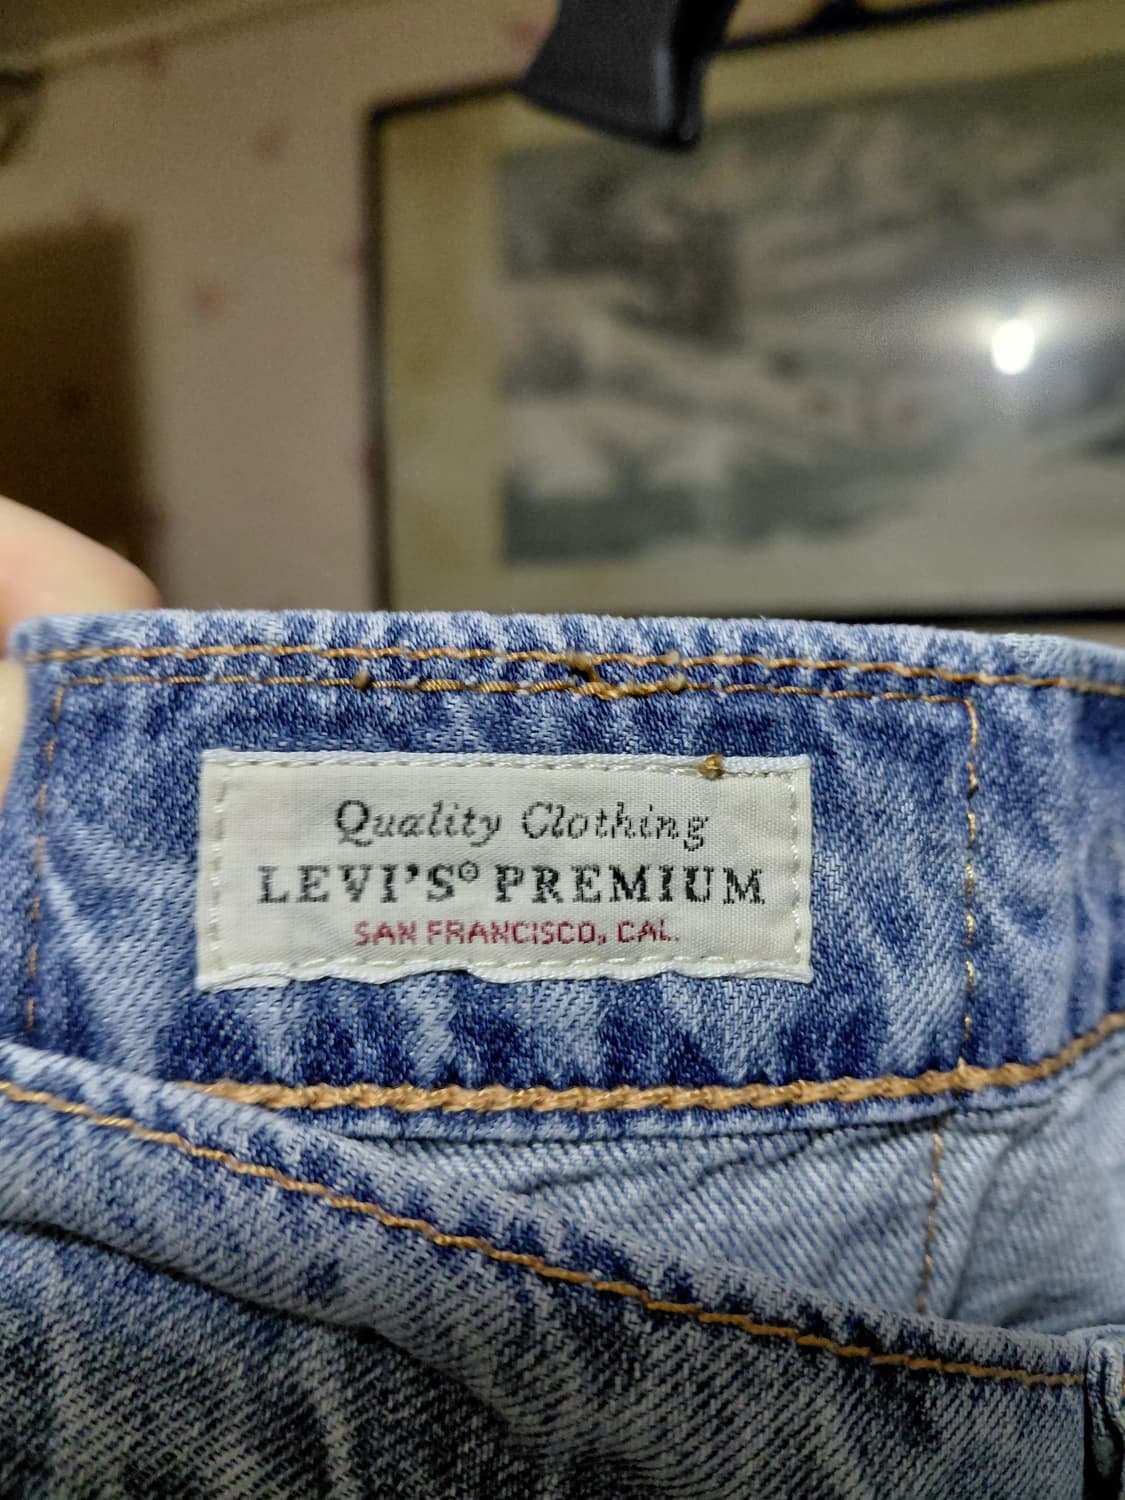 Quality Clothing
LEVI'S® PREMIUM
SAN FRANCISCO, CAL.